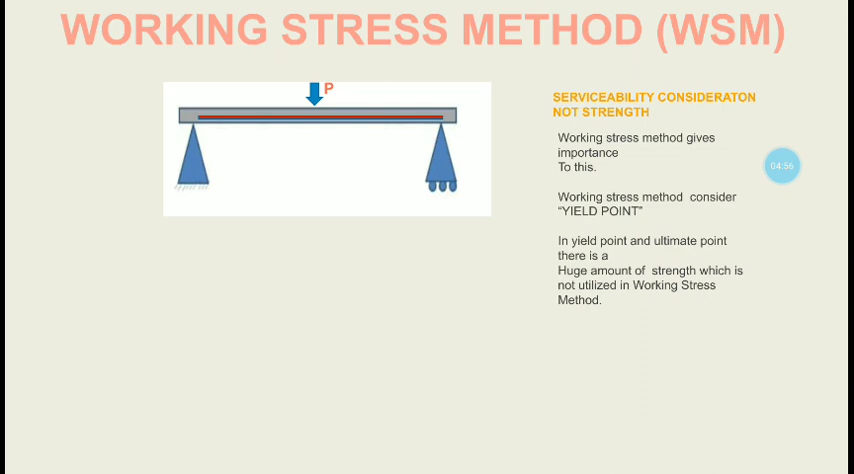 WORKING STRESS METHOD (WSM)
P
SERVICEABILITY CONSIDERATON
NOT STRENGTH
Working stress method gives
importance
To this.
04:56
Working stress method  consider
“YIELD POINT”
In yield point and ultimate point
there is a
Huge amount of  strength which is
not utilized in Working Stress
Method.